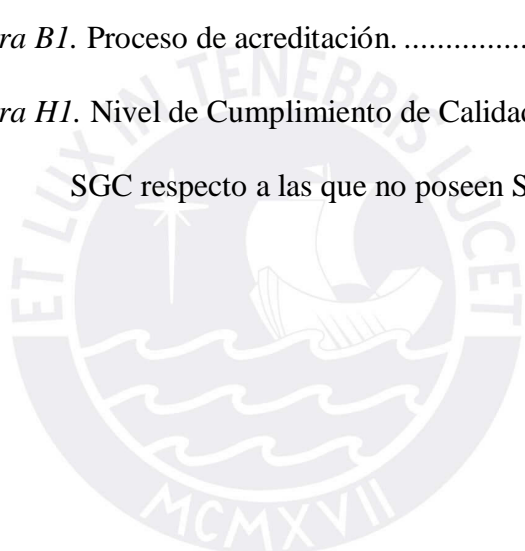 ra B1. Proceso de acreditación. ..................
ra H1. Nivel de Cumplimiento de Calidad
SGC respecto a las que no poseen S
ET LUX IN TENEBRIS LUCET
MCMXVII